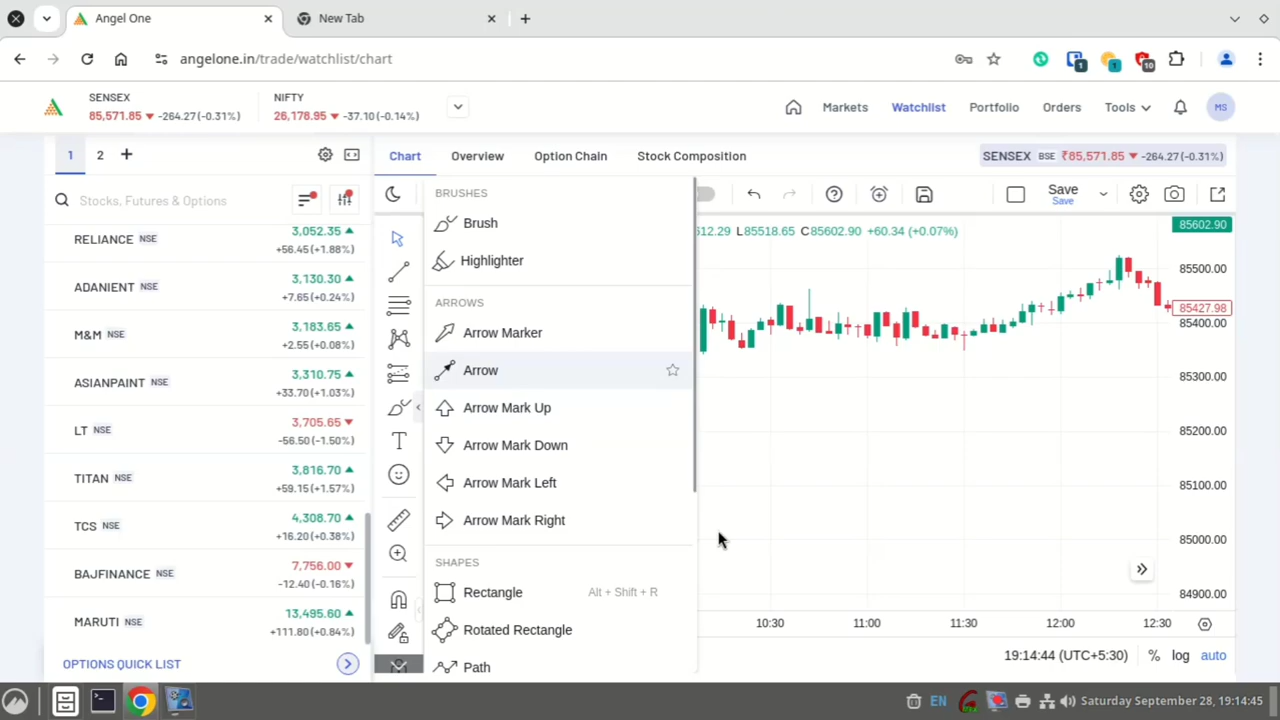 Angel One
New Tab
angelone.in/trade/watchlist/chart
1
1
10
SENSEX
85,571.85 -264.27 (-0.31%)
NIFTY
26,178.95 -37.10 (-0.14%)
Markets
Watchlist
Portfolio
Orders
Tools
MS
1
2
Chart
Overview
Option Chain
Stock Composition
SENSEX BSE ₹85,571.85 -264.27 (-0.31%)
Stocks, Futures & Options
Save
Save
RELIANCE NSE 3,052.35
+56.45 (+1.88%)
ADANIENT NSE 3,130.30
+7.65 (+0.24%)
M&M NSE 3,183.65
+2.55 (+0.08%)
ASIANPAINT NSE 3,310.75
+33.70 (+1.03%)
LT NSE 3,705.65
-56.50 (-1.50%)
TITAN NSE 3,816.70
+59.15 (+1.57%)
TCS NSE 4,308.70
+16.20 (+0.38%)
BAJFINANCE NSE 7,756.00
-12.40 (-0.16%)
MARUTI NSE 13,495.60
+111.80 (+0.84%)
OPTIONS QUICK LIST
BRUSHES
Brush
Highlighter
ARROWS
Arrow Marker
Arrow
Arrow Mark Up
Arrow Mark Down
Arrow Mark Left
Arrow Mark Right
SHAPES
Rectangle Alt + Shift + R
Rotated Rectangle
Path
T
L85518.65 C85602.90 +60.34 (+0.07%)
85602.90
85500.00
85427.98
85400.00
85300.00
85200.00
85100.00
85000.00
84900.00
10:30
11:00
11:30
12:00
12:30
19:14:44 (UTC+5:30)
%
log
auto
EN
Saturday September 28, 19:14:45